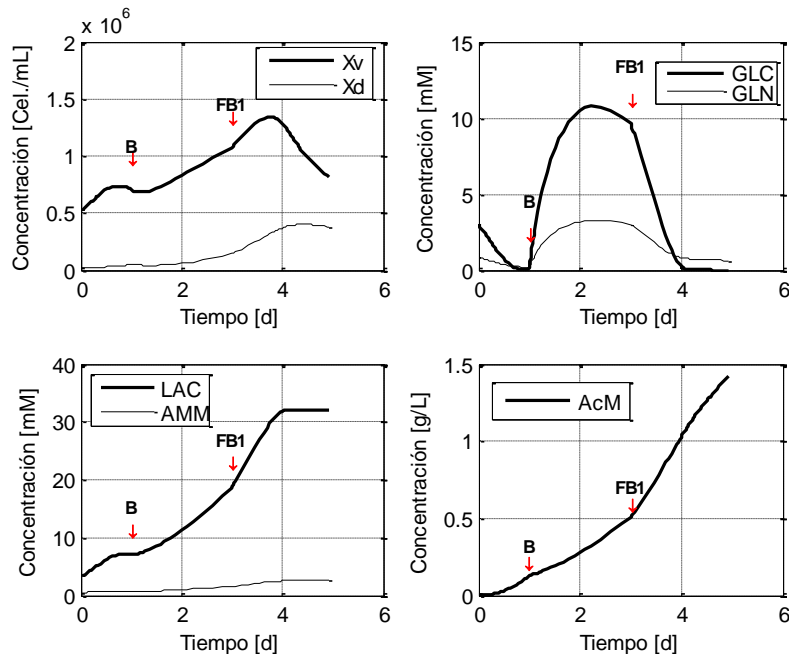 x 10^6
Concentración [Cel./mL]
2
1.5
1
0.5
0
0
2
4
6
Tiempo [d]
Xv
Xd
B
FB1
Concentración [mM]
15
10
5
0
0
2
4
6
Tiempo [d]
GLC
GLN
B
FB1
Concentración [mM]
40
30
20
10
0
0
2
4
6
Tiempo [d]
LAC
AMM
B
FB1
Concentración [g/L]
1.5
1
0.5
0
0
2
4
6
Tiempo [d]
AcM
B
FB1